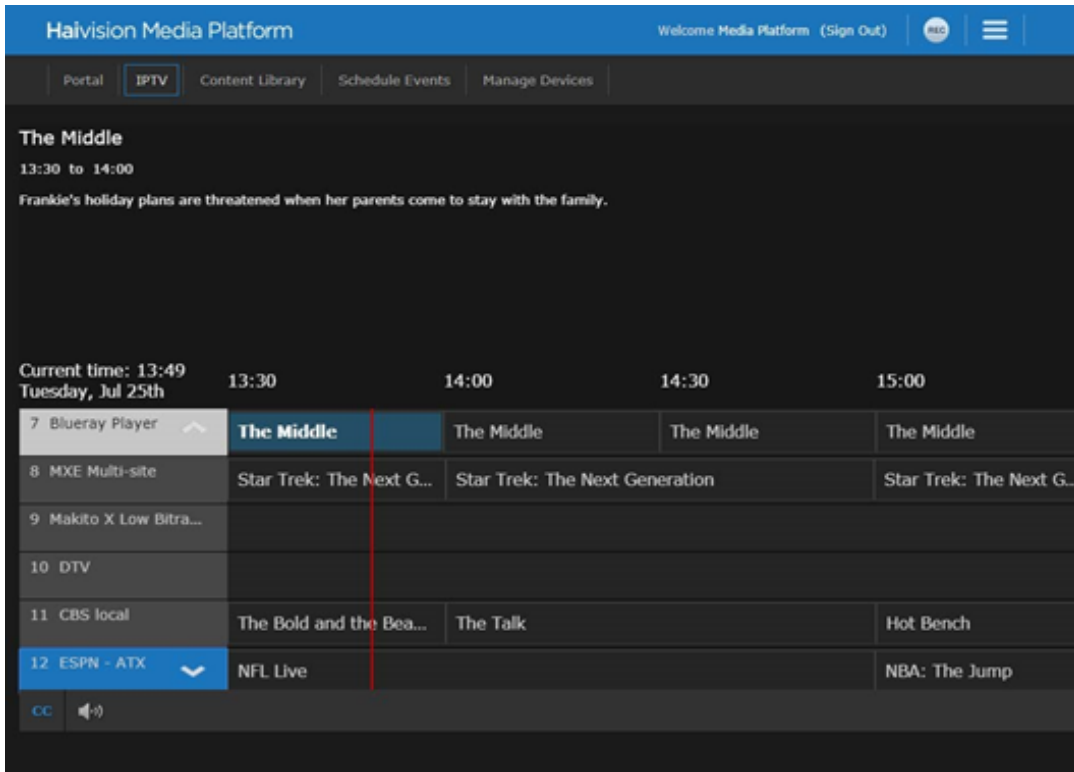 Haivision Media Platform
Welcome Media Platform (Sign Out)
REC
Portal IPTV Content Library Schedule Events Manage Devices
The Middle
13:30 to 14:00
Frankie's holiday plans are threatened when her parents come to stay with the family.
Current time: 13:49
Tuesday, Jul 25th
13:30 14:00 14:30 15:00
7 Blueray Player The Middle The Middle The Middle The Middle
8 MXE Multi-site Star Trek: The Next G... Star Trek: The Next Generation Star Trek: The Next G...
9 Makito X Low Bitra...
10 DTV
11 CBS local The Bold and the Bea... The Talk Hot Bench
12 ESPN - ATX NFL Live NBA: The Jump
CC